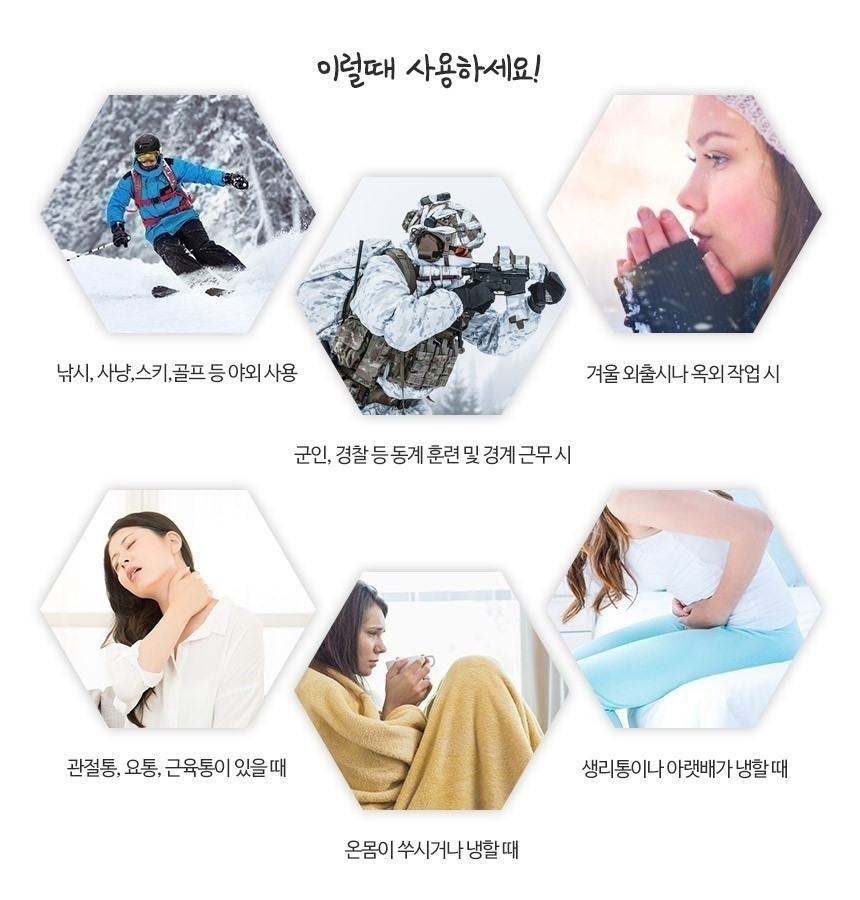 이럴때 사용하세요!
낚시, 사냥,스키,골프 등 야외 사용
겨울 외출시나 옥외 작업 시
군인, 경찰 등 동계 훈련 및 경계 근무 시
관절통, 요통, 근육통이 있을 때
생리통이나 아랫배가 냉할 때
온몸이 쑤시거나 냉할 때